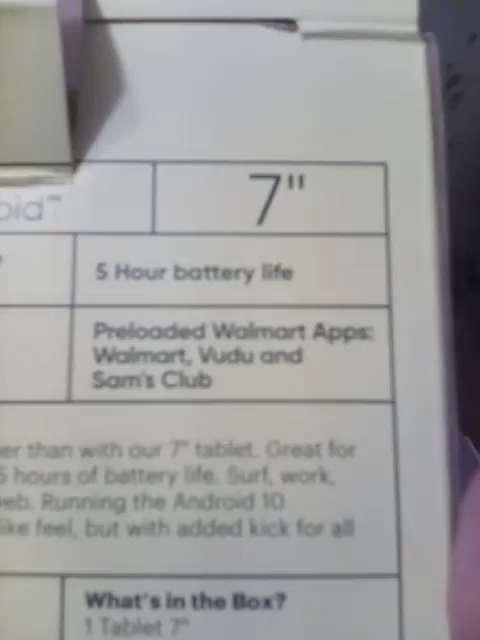 oid™
7"
5 Hour battery life
Preloaded Walmart Apps:
Walmart, Vudu and
Sam's Club
er than with our 7" tablet. Great for
5 hours of battery life. Surf, work,
eb. Running the Android 10
like feel, but with added kick for all
What's in the Box?
1 Tablet 7"